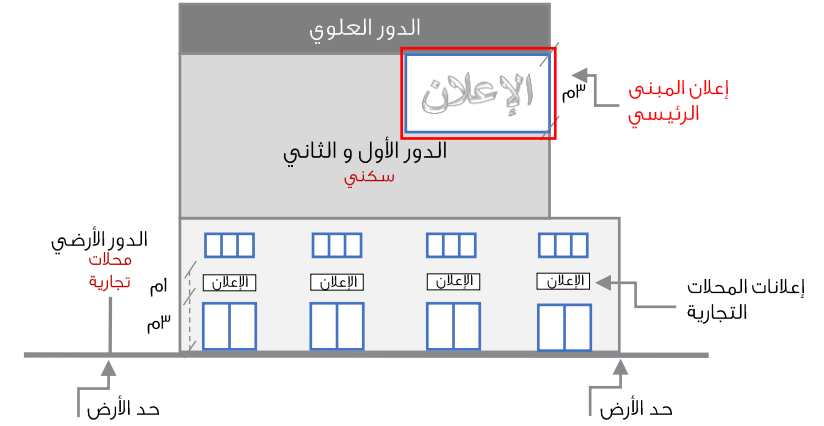 الدور العلوي
الإعلان
٣م
إعلان المبنى
الرئيسي
الدور الأول و الثاني
سكني
الدور الأرضي
محلات
تجارية
١م
٣م
الإعلان
الإعلان
الإعلان
الإعلان
إعلانات المحلات
التجارية
حد الأرض
حد الأرض